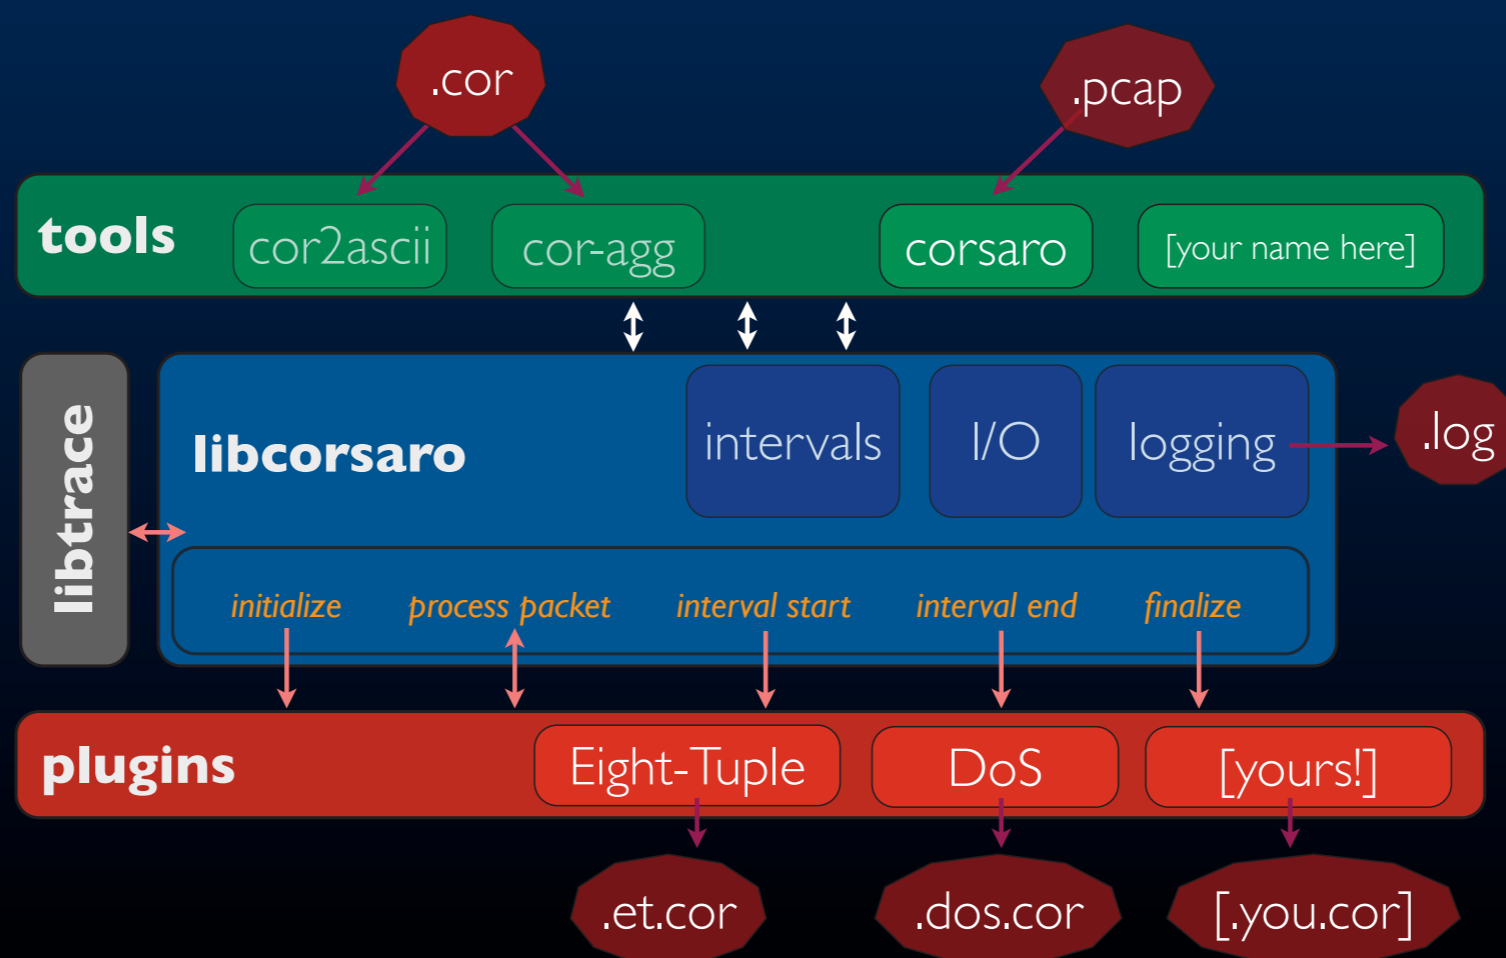 .cor
.pcap
tools
cor2ascii
cor-agg
corsaro
[your name here]
libtrace
libcorsaro
intervals
I/O
logging
.log
initialize
process packet
interval start
interval end
finalize
plugins
Eight-Tuple
DoS
[yours!]
.et.cor
.dos.cor
[.you.cor]